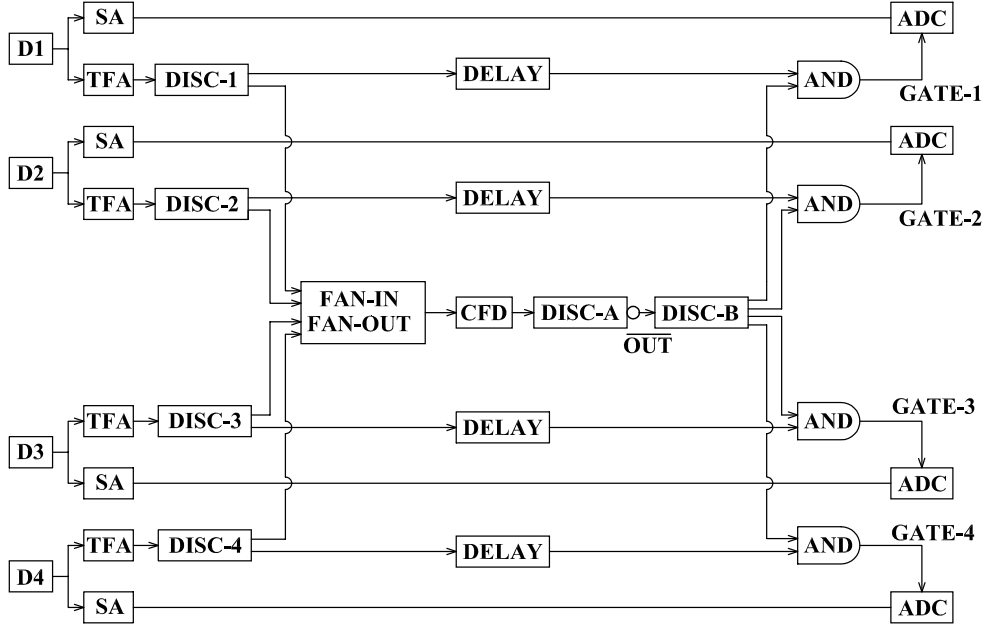 SA
ADC
D1
TFA
DISC-1
DELAY
AND
GATE-1
SA
ADC
D2
TFA
DISC-2
DELAY
AND
GATE-2
FAN-IN
FAN-OUT
CFD
DISC-A
DISC-B
OUT
TFA
DISC-3
DELAY
AND
GATE-3
D3
SA
ADC
TFA
DISC-4
DELAY
AND
GATE-4
D4
SA
ADC